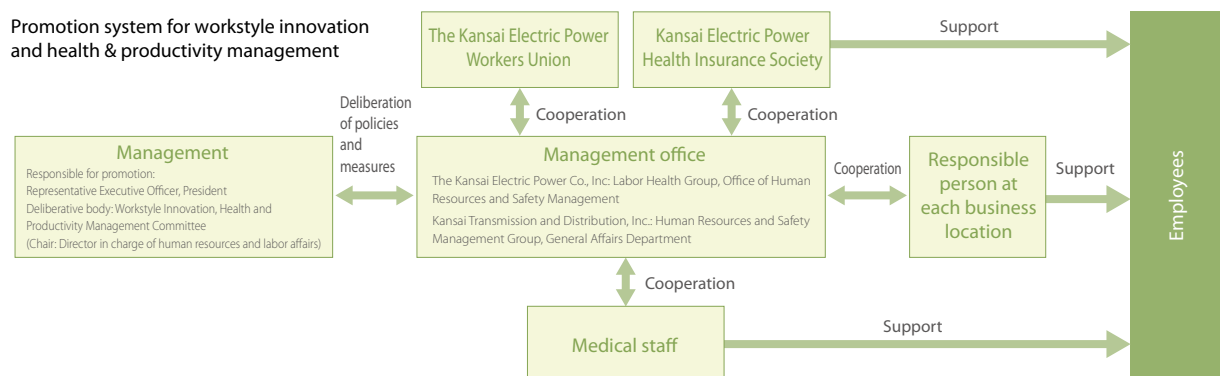 Promotion system for workstyle innovation
and health & productivity management
The Kansai Electric Power
Workers Union
Kansai Electric Power
Health Insurance Society
Support
Cooperation
Cooperation
Deliberation
of policies
and
measures
Management
Responsible for promotion:
Representative Executive Officer, President
Deliberative body: Workstyle Innovation, Health and
Productivity Management Committee
(Chair: Director in charge of human resources and labor affairs)
Management office
The Kansai Electric Power Co., Inc: Labor Health Group, Office of Human
Resources and Safety Management
Kansai Transmission and Distribution, Inc.: Human Resources and Safety
Management Group, General Affairs Department
Cooperation
Responsible
person at
each business
location
Support
Employees
Cooperation
Medical staff
Support